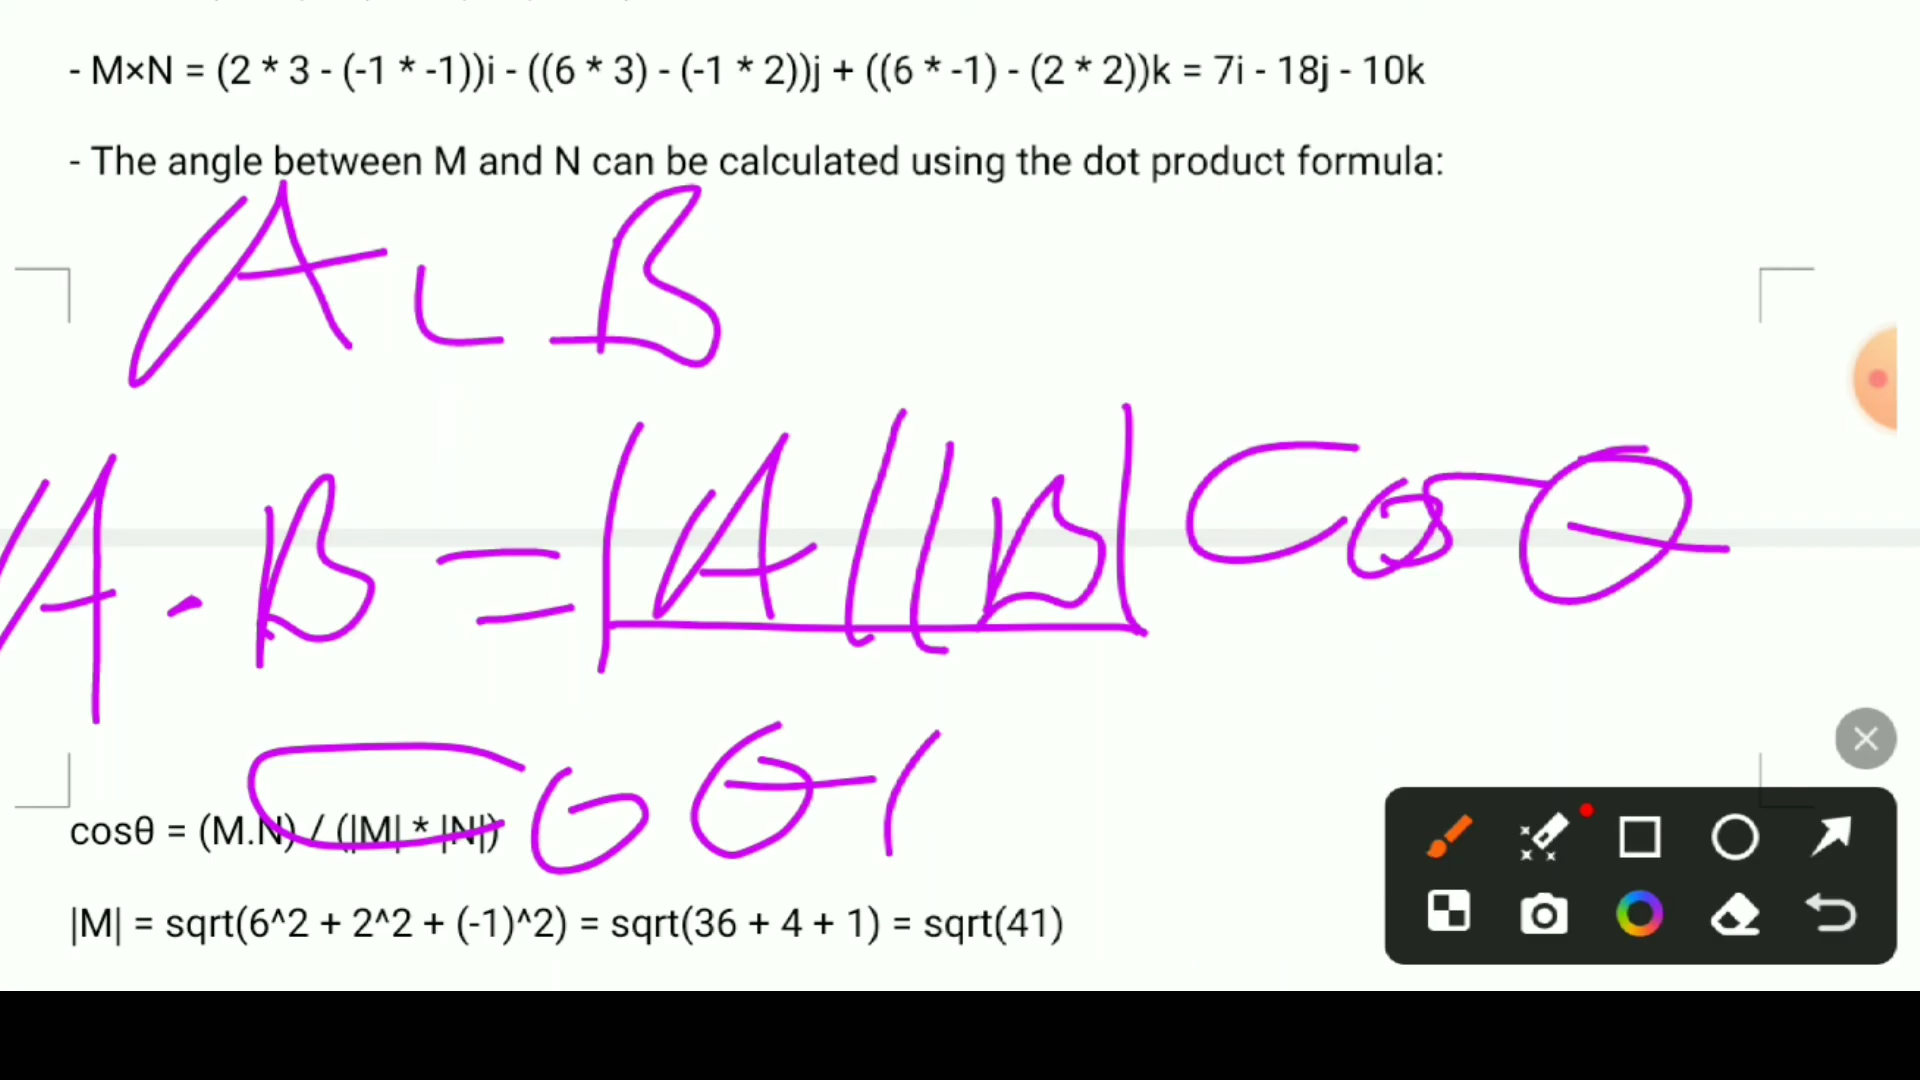 - M×N = (2 * 3 - (-1 * -1))i - ((6 * 3) - (-1 * 2))j + ((6 * -1) - (2 * 2))k = 7i - 18j - 10k
- The angle between M and N can be calculated using the dot product formula:
A B
A · B = |A||B| Cos θ
cosθ = (M.N) / (|M| * |N|)
|M| = sqrt(6^2 + 2^2 + (-1)^2) = sqrt(36 + 4 + 1) = sqrt(41)